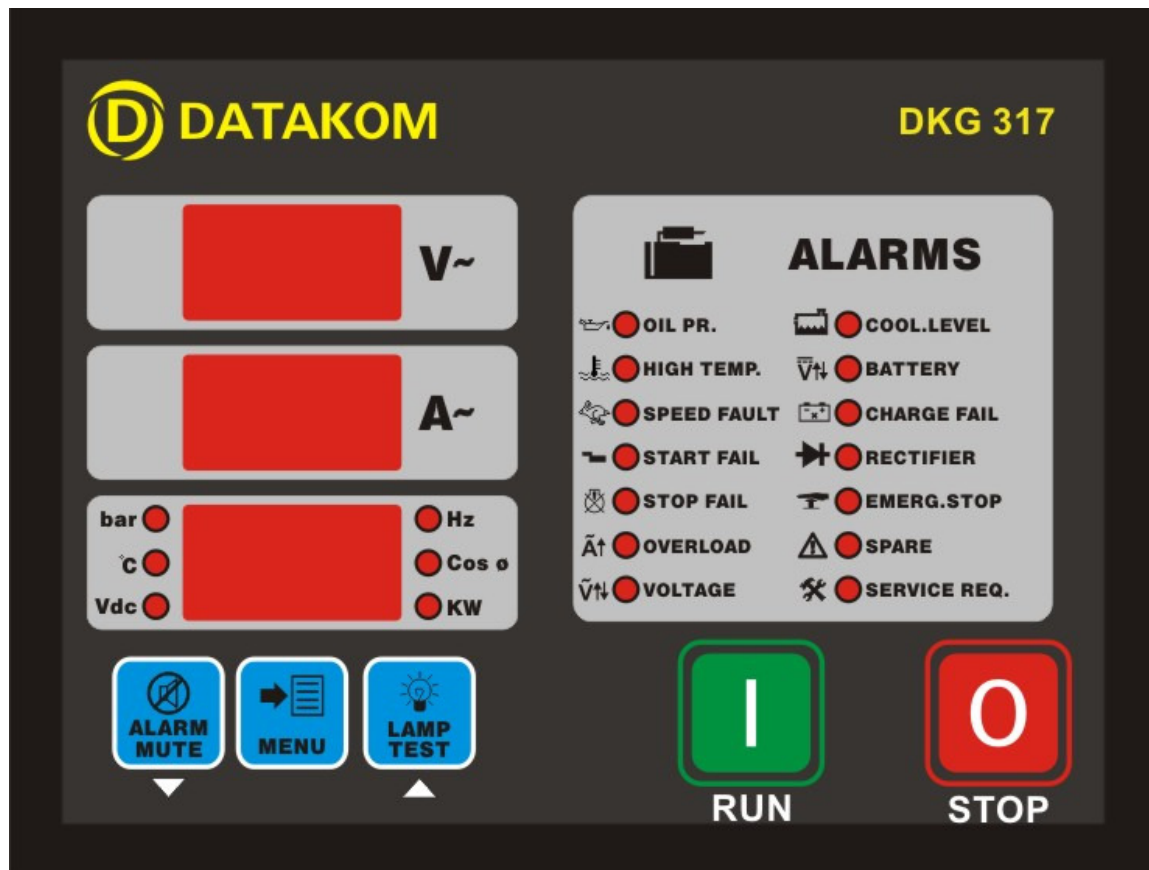 D DATAKOM
DKG 317
V~
A~
bar
Hz
°C
Cos ø
Vdc
KW
ALARMS
OIL PR.
COOL.LEVEL
HIGH TEMP.
BATTERY
SPEED FAULT
CHARGE FAIL
START FAIL
RECTIFIER
STOP FAIL
EMERG.STOP
OVERLOAD
SPARE
VOLTAGE
SERVICE REQ.
ALARM
MUTE
MENU
LAMP
TEST
I
RUN
O
STOP